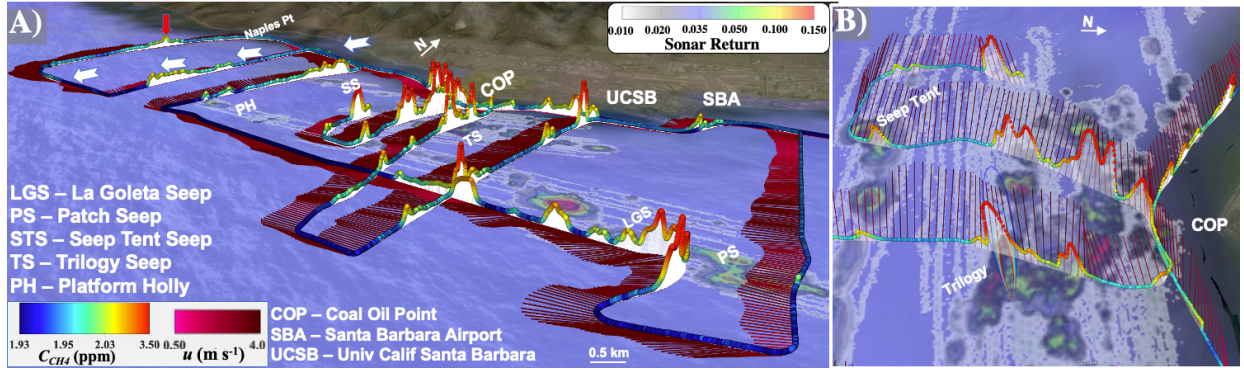 A)
Naples Pt
N
0.010 0.020 0.035 0.050 0.100 0.150
Sonar Return
SS
COP
UCSB
SBA
PH
TS
LGS
PS
LGS – La Goleta Seep
PS – Patch Seep
STS – Seep Tent Seep
TS – Trilogy Seep
PH – Platform Holly
1.93 1.95 2.03 3.50
C_CH4 (ppm)
0.50 4.0
u (m s⁻¹)
COP – Coal Oil Point
SBA – Santa Barbara Airport
UCSB – Univ Calif Santa Barbara
0.5 km
B)
N
Seep Tent
COP
Trilogy